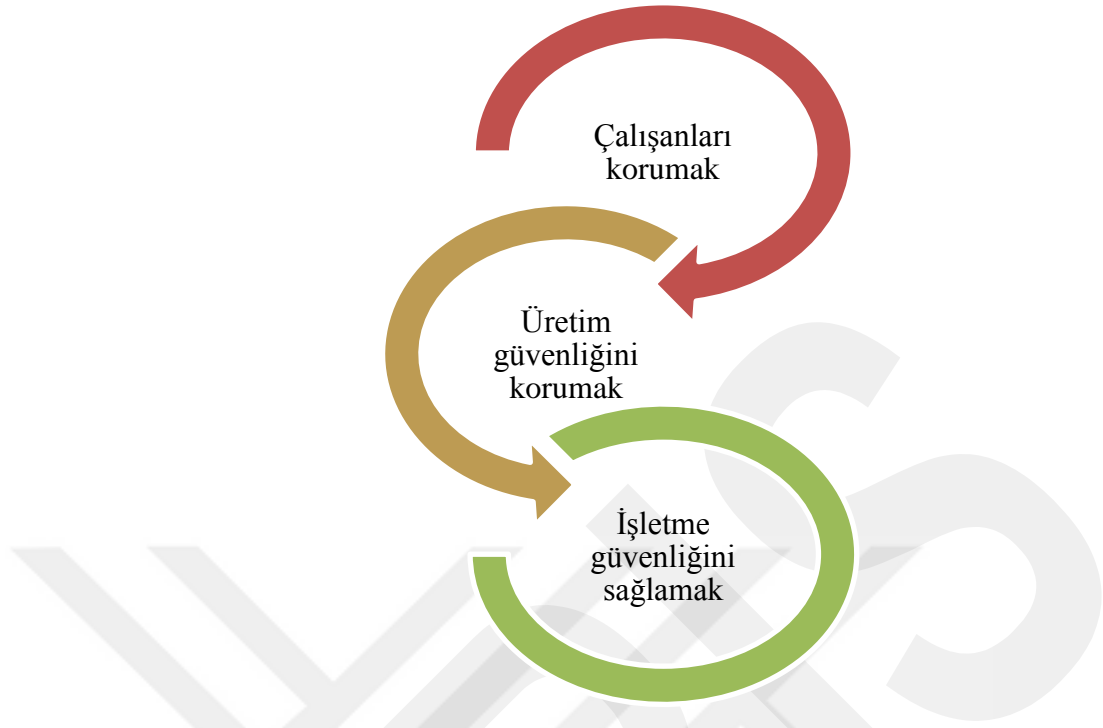 Çalışanları
korumak
Üretim
güvenliğini
korumak
İşletme
güvenliğini
sağlamak